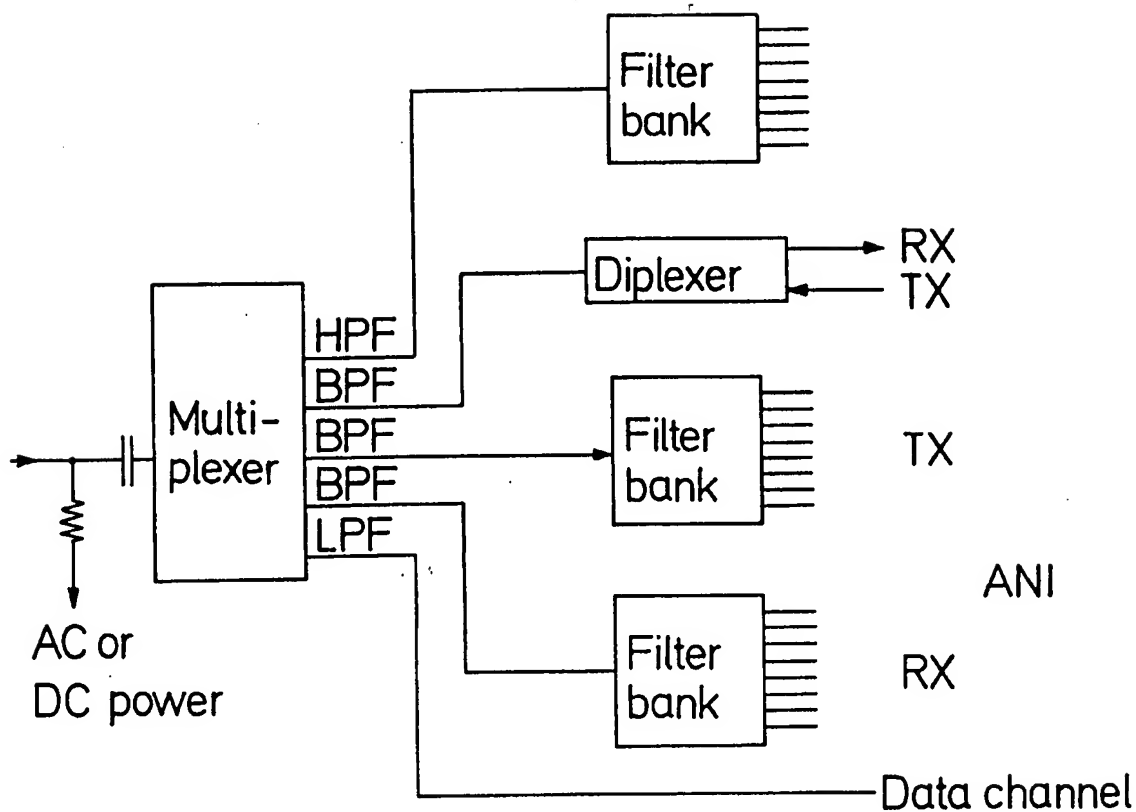 Filter
bank
Diplexer
RX
TX
HPF
BPF
BPF
BPF
LPF
Multi-
plexer
Filter
bank
TX
ANI
AC or
DC power
Filter
bank
RX
Data channel